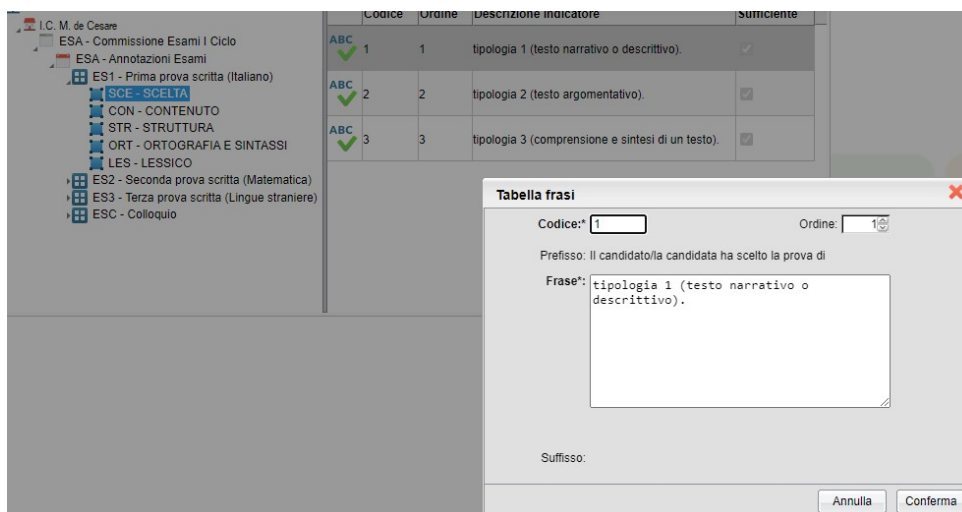 I.C. M. de Cesare
ESA - Commissione Esami I Ciclo
ESA - Annotazioni Esami
ES1 - Prima prova scritta (Italiano)
SCE - SCELTA
CON - CONTENUTO
STR - STRUTTURA
ORT - ORTOGRAFIA E SINTASSI
LES - LESSICO
ES2 - Seconda prova scritta (Matematica)
ES3 - Terza prova scritta (Lingue straniere)
ESC - Colloquio
Codice Ordine Descrizione indicatore Sufficiente
ABC 1 1 tipologia 1 (testo narrativo o descrittivo).
ABC 2 2 tipologia 2 (testo argomentativo).
ABC 3 3 tipologia 3 (comprensione e sintesi di un testo).
Tabella frasi
Codice:* 1 Ordine: 1
Prefisso: Il candidato/la candidata ha scelto la prova di
Frase*: tipologia 1 (testo narrativo o
descrittivo).
Suffisso:
Annulla Conferma